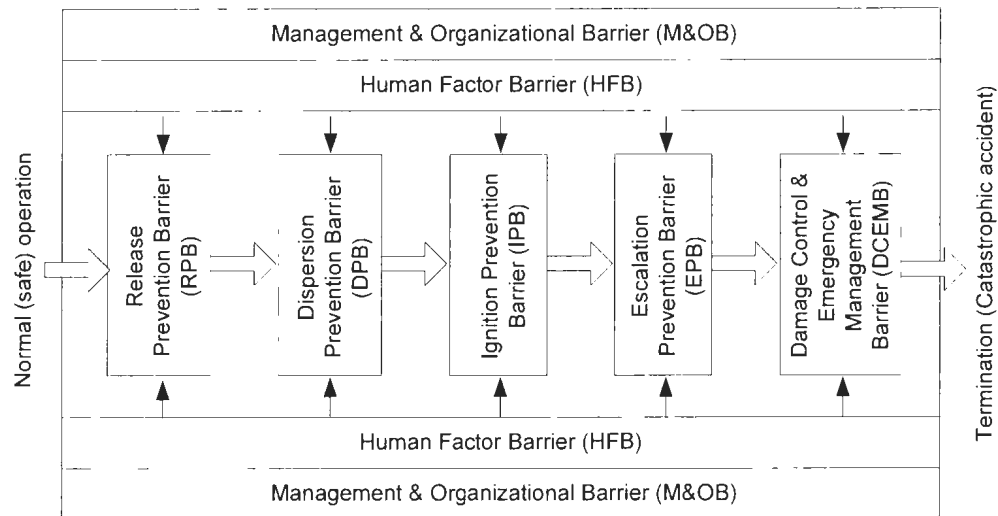 Management & Organizational Barrier (M&OB)
Human Factor Barrier (HFB)
Normal (safe) operation
Release
Prevention Barrier
(RPB)
Dispersion
Prevention Barrier
(DPB)
Ignition Prevention
Barrier (IPB)
Escalation
Prevention Barrier
(EPB)
Damage Control &
Emergency
Management
Barrier (DCEMB)
Termination (Catastrophic accident)
Human Factor Barrier (HFB)
Management & Organizational Barrier (M&OB)